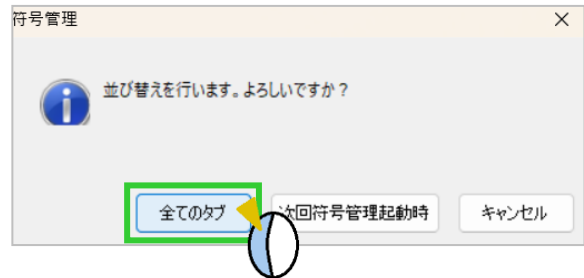 符号管理
並び替えを行います。よろしいですか？
全てのタブ
次回符号管理起動時
キャンセル